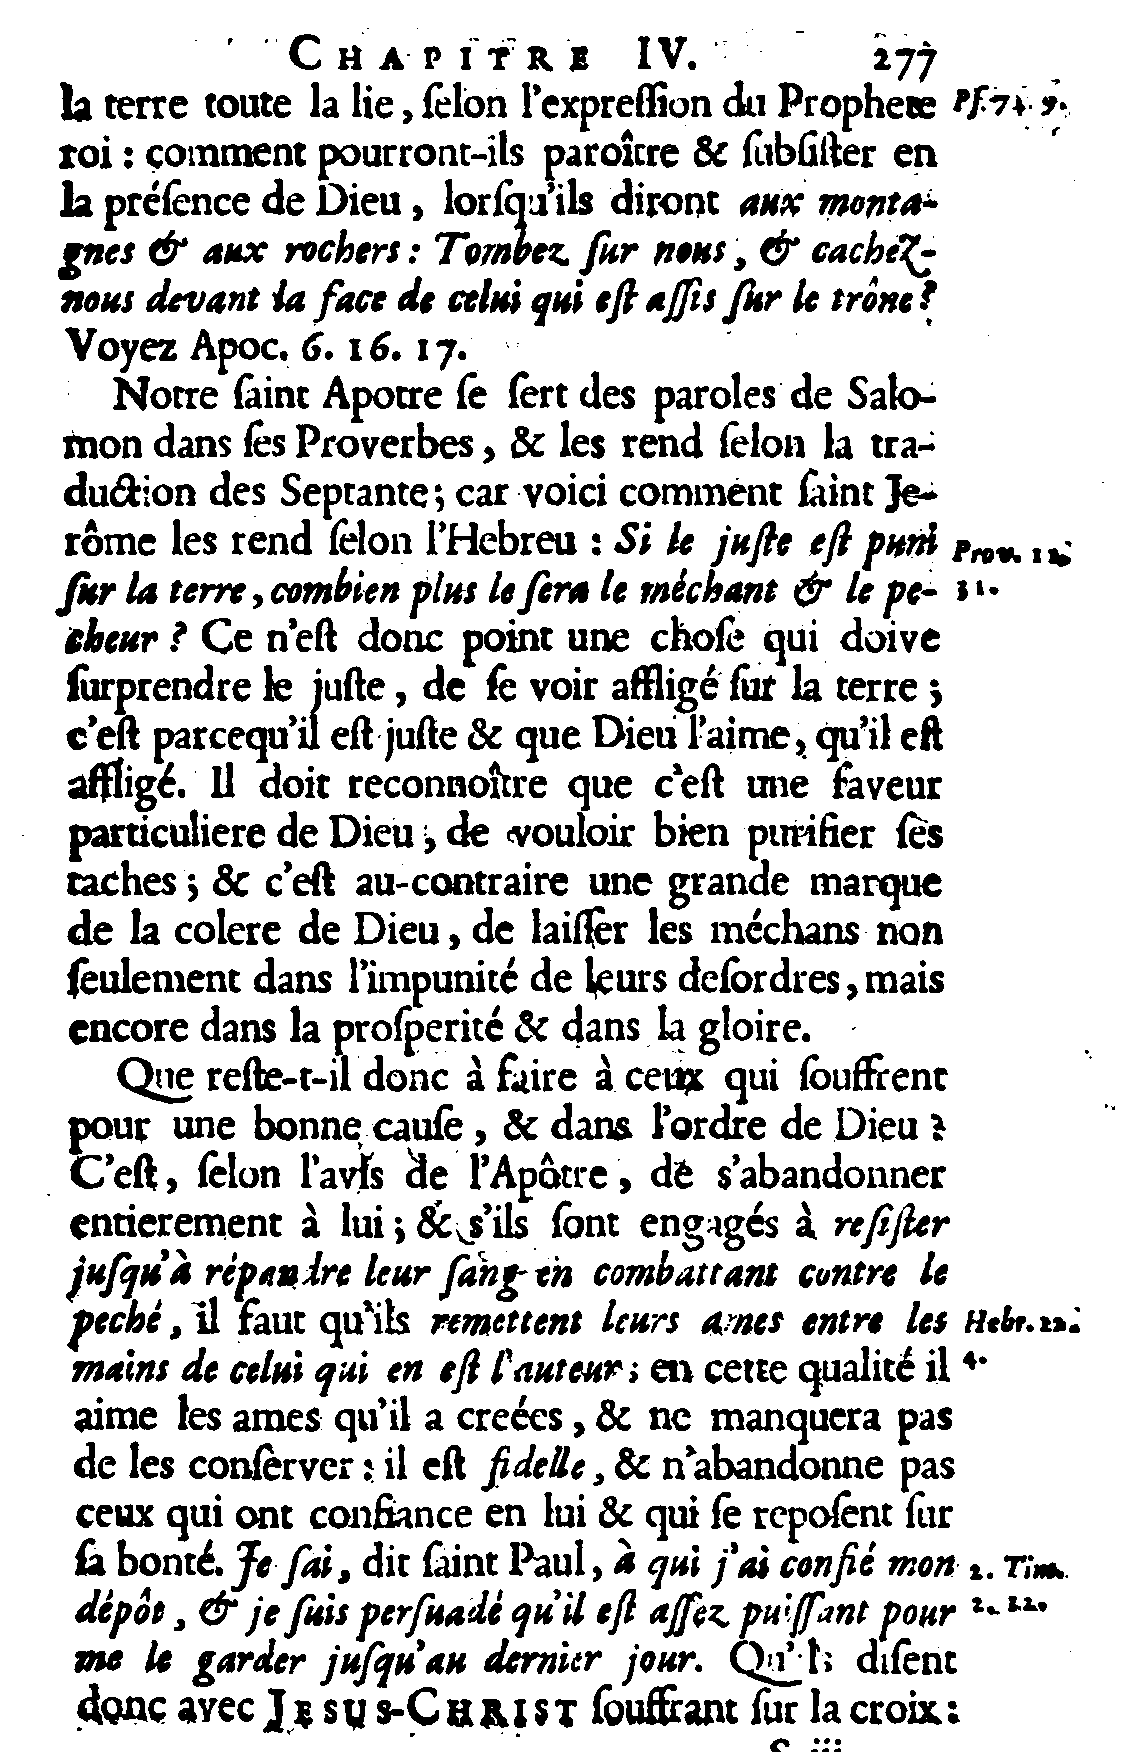 CHAPITRE IV. 277
la terre toute la lie, ſelon l'expreſſion du Prophete Pſ. 74. 9.
roi : comment pourront-ils paroître & ſubſiſter en
la préſence de Dieu, lorſqu'ils diront aux monta-
gnes & aux rochers : Tombez ſur nous, & cachez-
nous devant la face de celui qui eſt aſſis ſur le trône ?
Voyez Apoc. 6. 16. 17.
Notre ſaint Apotre ſe ſert des paroles de Salo-
mon dans ſes Proverbes, & les rend ſelon la tra-
duction des Septante ; car voici comment ſaint Je-
rôme les rend ſelon l'Hebreu : Si le juſte eſt puni Prov.
ſur la terre, combien plus le ſera le méchant & le pe- 31.
cheur ? Ce n'eſt donc point une choſe qui doive
ſurprendre le juſte, de ſe voir affligé ſur la terre ;
c'eſt parcequ'il eſt juſte & que Dieu l'aime, qu'il eſt
affligé. Il doit reconnoître que c'eſt une faveur
particuliere de Dieu, de vouloir bien purifier ſes
taches ; & c'eſt au-contraire une grande marque
de la colere de Dieu, de laiſſer les méchans non
ſeulement dans l'impunité de leurs deſordres, mais
encore dans la proſperité & dans la gloire.
Que reſte-t-il donc à faire à ceux qui ſouffrent
pour une bonne cauſe, & dans l'ordre de Dieu ?
C'eſt, ſelon l'avis de l'Apôtre, de s'abandonner
entierement à lui ; & s'ils ſont engagés à reſiſter
juſqu'à répandre leur ſang en combattant contre le
peché, il faut qu'ils remettent leurs ames entre les Hebr. 12.
mains de celui qui en eſt l'auteur ; en cette qualité il 4.
aime les ames qu'il a creées, & ne manquera pas
de les conſerver : il eſt fidelle, & n'abandonne pas
ceux qui ont confiance en lui & qui ſe repoſent ſur
ſa bonté. Je ſai, dit ſaint Paul, à qui j'ai confié mon 2. Tim.
dépôt, & je ſuis perſuadé qu'il eſt aſſez puiſſant pour
me le garder juſqu'au dernier jour. Qu'ils diſent
donc avec JESUS-CHRIST ſouffrant ſur la croix :
S iij